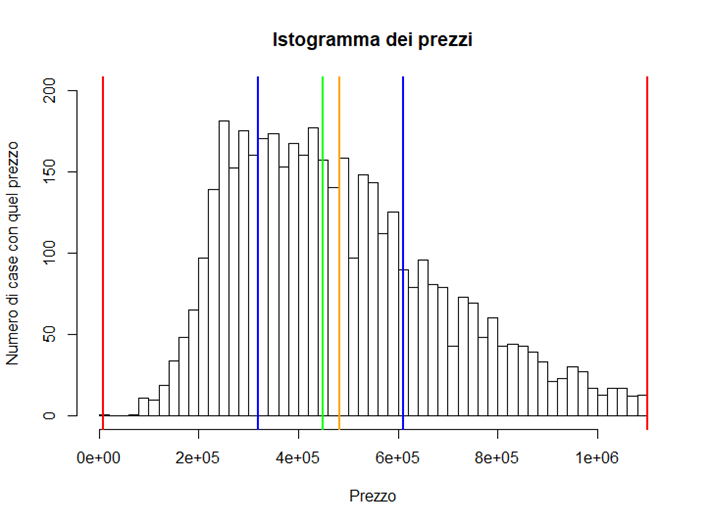 Istogramma dei prezzi
Numero di case con quel prezzo
200
150
100
50
0
0e+00 2e+05 4e+05 6e+05 8e+05 1e+06
Prezzo